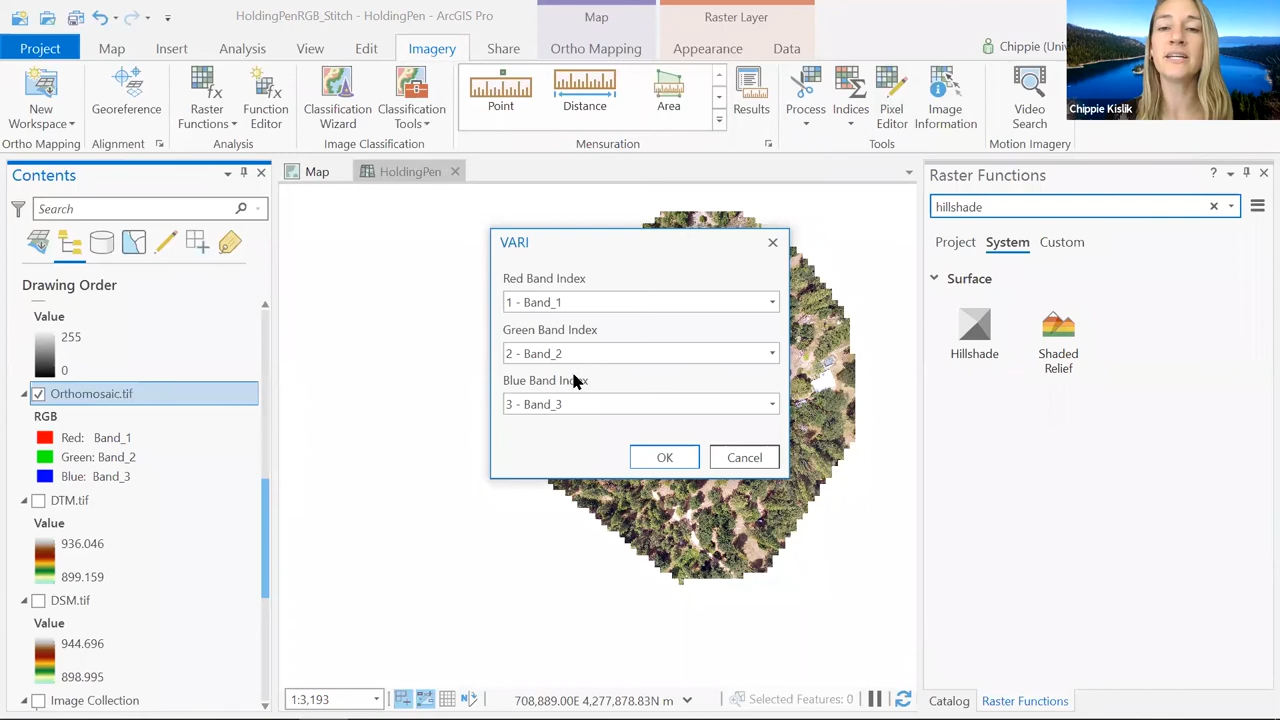 HoldingPenRGB_Stitch - HoldingPen - ArcGIS Pro
Map
Raster Layer
Project
Map
Insert
Analysis
View
Edit
Imagery
Share
Ortho Mapping
Appearance
Data
Chippie (Uni
Chippie Kislik
New
Workspace
Georeference
Raster
Functions
Function
Editor
Classification
Wizard
Classification
Tools
Point
Distance
Area
Results
Process
Indices
Pixel
Editor
Image
Information
Video
Search
Ortho Mapping
Alignment
Analysis
Image Classification
Mensuration
Tools
Motion Imagery
Contents
Search
Drawing Order
Value
255
0
Orthomosaic.tif
RGB
Red: Band_1
Green: Band_2
Blue: Band_3
DTM.tif
Value
936.046
899.159
DSM.tif
Value
944.696
898.995
Image Collection
Map
HoldingPen
VARI
Red Band Index
1 - Band_1
Green Band Index
2 - Band_2
Blue Band Index
3 - Band_3
OK
Cancel
1:3,193
708,889.00E 4,277,878.83N m
Selected Features: 0
Raster Functions
?
hillshade
Project
System
Custom
Surface
Hillshade
Shaded
Relief
Catalog
Raster Functions